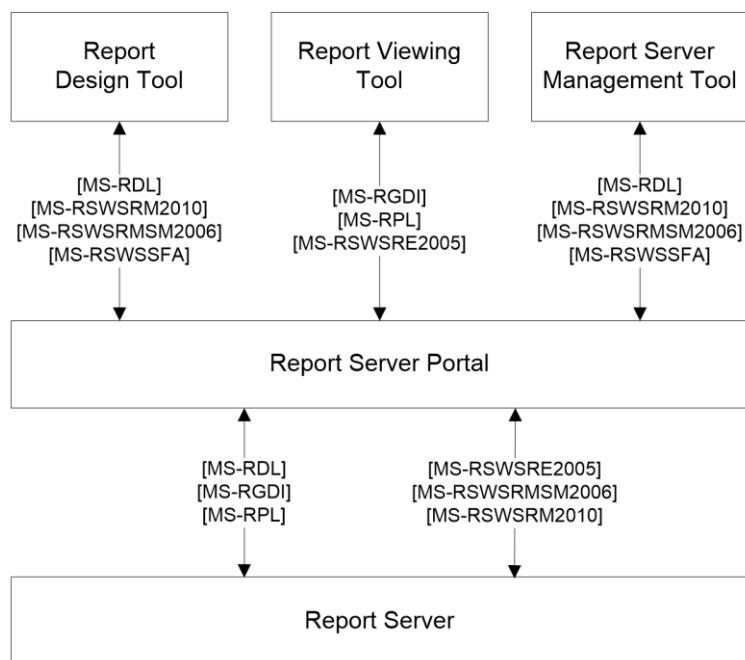 Report
Design Tool
Report Viewing
Tool
Report Server
Management Tool
[MS-RDL]
[MS-RSWSRM2010]
[MS-RSWSRMSM2006]
[MS-RSWSSFA]
[MS-RGDI]
[MS-RPL]
[MS-RSWSRE2005]
[MS-RDL]
[MS-RSWSRM2010]
[MS-RSWSRMSM2006]
[MS-RSWSSFA]
Report Server Portal
[MS-RDL]
[MS-RGDI]
[MS-RPL]
[MS-RSWSRE2005]
[MS-RSWSRMSM2006]
[MS-RSWSRM2010]
Report Server